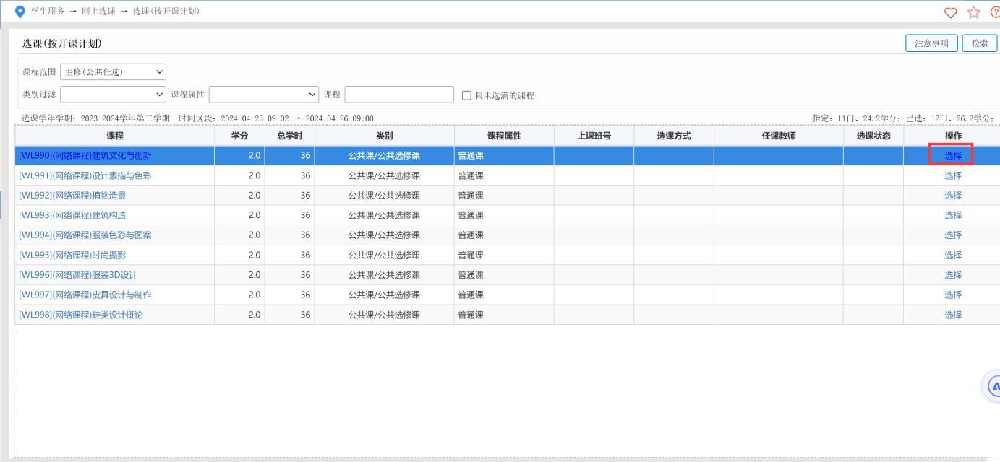 学生服务 → 网上选课 → 选课(按开课计划)
选课(按开课计划) 注意事项 检索
课程范围 主修(公共任选)
类别过滤 课程属性 课程 限未选满的课程
选课学年学期: 2023-2024学年第二学期 时间区段: 2024-04-23 09:02 → 2024-04-26 09:00 指定: 11门、24.2学分; 已选: 12门、26.2学分;
课程 学分 总学时 类别 课程属性 上课班号 选课方式 任课教师 选课状态 操作
[WL990](网络课程)建筑文化与创新 2.0 36 公共课/公共选修课 普通课 选择
[WL991](网络课程)设计素描与色彩 2.0 36 公共课/公共选修课 普通课 选择
[WL992](网络课程)植物造景 2.0 36 公共课/公共选修课 普通课 选择
[WL993](网络课程)建筑构造 2.0 36 公共课/公共选修课 普通课 选择
[WL994](网络课程)服装色彩与图案 2.0 36 公共课/公共选修课 普通课 选择
[WL995](网络课程)时尚摄影 2.0 36 公共课/公共选修课 普通课 选择
[WL996](网络课程)服装3D设计 2.0 36 公共课/公共选修课 普通课 选择
[WL997](网络课程)皮具设计与制作 2.0 36 公共课/公共选修课 普通课 选择
[WL998](网络课程)鞋类设计概论 2.0 36 公共课/公共选修课 普通课 选择